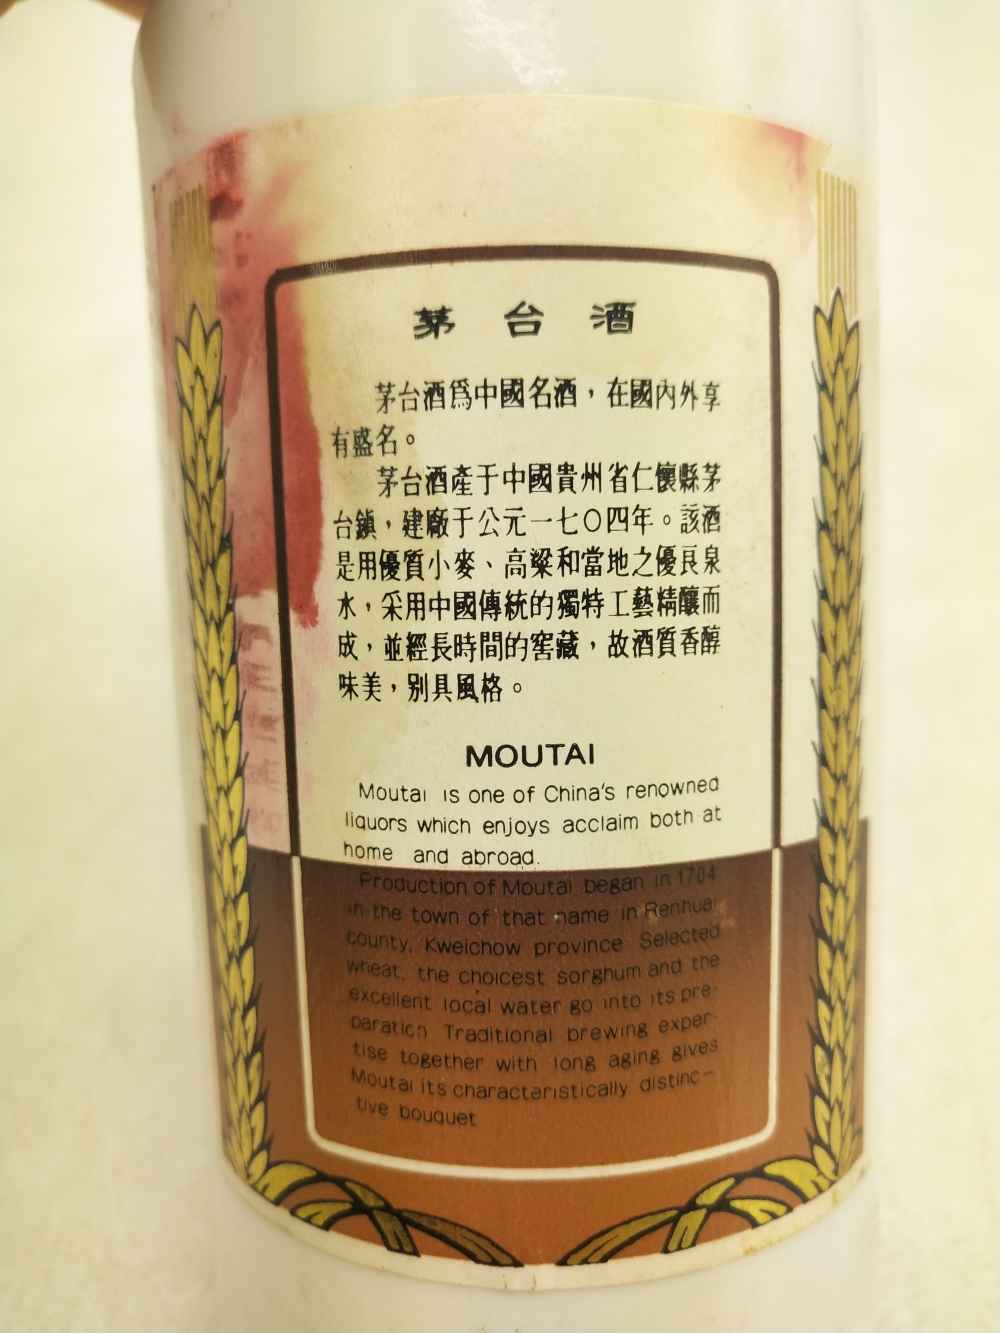 茅台酒
茅台酒爲中國名酒，在國內外享
有盛名。
茅台酒產于中國貴州省仁懷縣茅
台鎮，建廠于公元一七〇四年。該酒
是用優質小麥、高粱和當地之優良泉
水，采用中國傳統的獨特工藝精釀而
成，並經長時間的窖藏，故酒質香醇
味美，别具風格。
MOUTAI
Moutai is one of China's renowned
liquors which enjoys acclaim both at
home and abroad.
Production of Moutai began in 1704
in the town of that name in Renhuai
county, Kweichow province Selected
wheat, the choicest sorghum and the
excellent local water go into its pre-
paration Traditional brewing exper-
tise together with long aging gives
Moutai its characteristically distinc-
tive bouquet